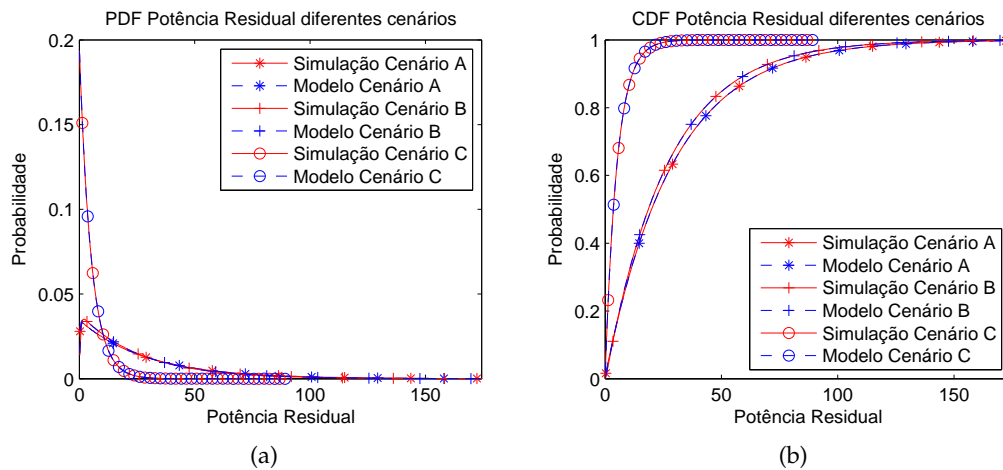 PDF Potência Residual diferentes cenários
0.2
0.15
0.1
0.05
0
Probabilidade
Simulação Cenário A
Modelo Cenário A
Simulação Cenário B
Modelo Cenário B
Simulação Cenário C
Modelo Cenário C
0
50
100
150
Potência Residual
(a)
CDF Potência Residual diferentes cenários
1
0.8
0.6
0.4
0.2
0
Probabilidade
Simulação Cenário A
Modelo Cenário A
Simulação Cenário B
Modelo Cenário B
Simulação Cenário C
Modelo Cenário C
0
50
100
150
Potência Residual
(b)